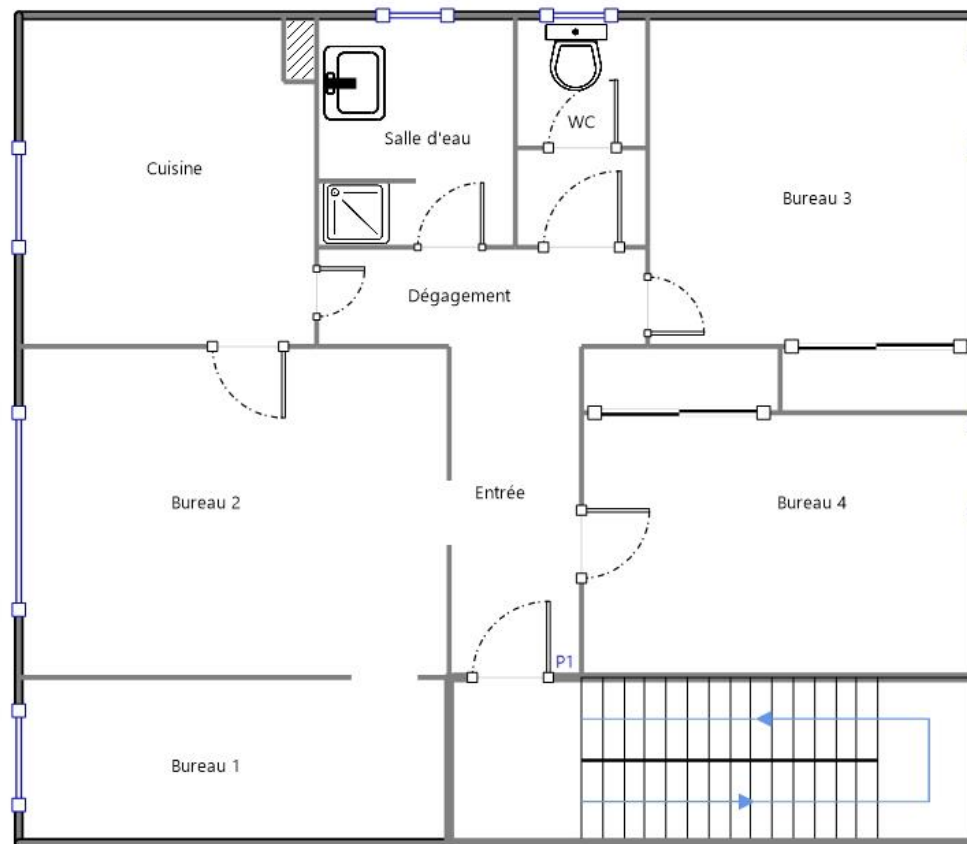 WC
Salle d'eau
Cuisine
Bureau 3
Dégagement
Entrée
Bureau 2
Bureau 4
P1
Bureau 1